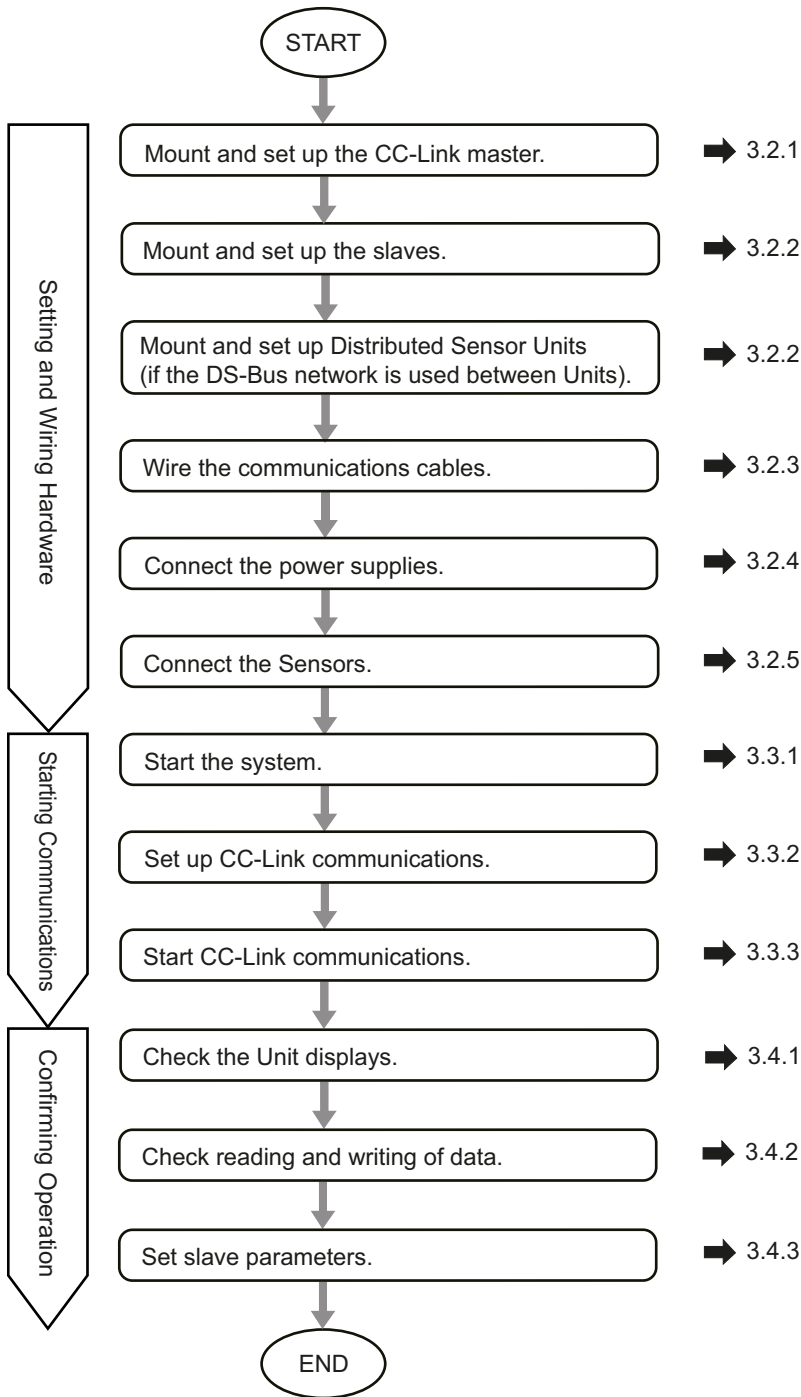 START
Setting and Wiring Hardware
Mount and set up the CC-Link master.
3.2.1
Mount and set up the slaves.
3.2.2
Mount and set up Distributed Sensor Units
(if the DS-Bus network is used between Units).
3.2.2
Wire the communications cables.
3.2.3
Connect the power supplies.
3.2.4
Connect the Sensors.
3.2.5
Starting Communications
Start the system.
3.3.1
Set up CC-Link communications.
3.3.2
Start CC-Link communications.
3.3.3
Confirming Operation
Check the Unit displays.
3.4.1
Check reading and writing of data.
3.4.2
Set slave parameters.
3.4.3
END